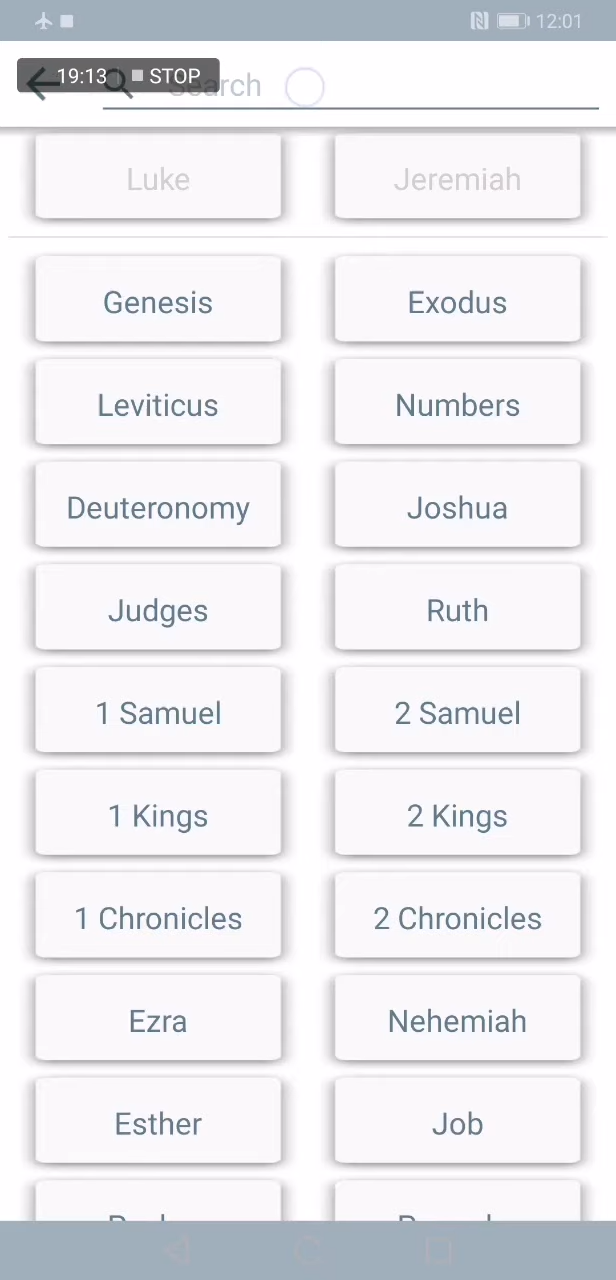 12:01
19:13 STOP
Search
Luke Jeremiah
Genesis Exodus
Leviticus Numbers
Deuteronomy Joshua
Judges Ruth
1 Samuel 2 Samuel
1 Kings 2 Kings
1 Chronicles 2 Chronicles
Ezra Nehemiah
Esther Job